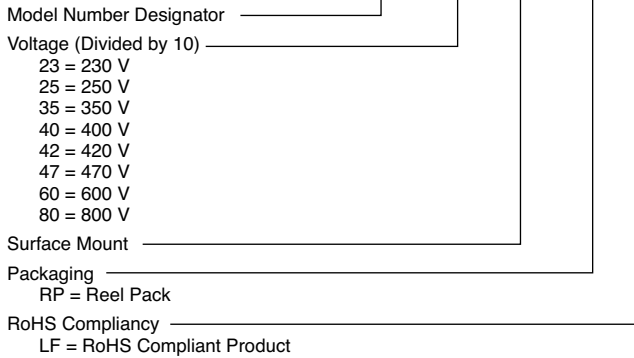 Model Number Designator
Voltage (Divided by 10)
23 = 230 V
25 = 250 V
35 = 350 V
40 = 400 V
42 = 420 V
47 = 470 V
60 = 600 V
80 = 800 V
Surface Mount
Packaging
RP = Reel Pack
RoHS Compliancy
LF = RoHS Compliant Product